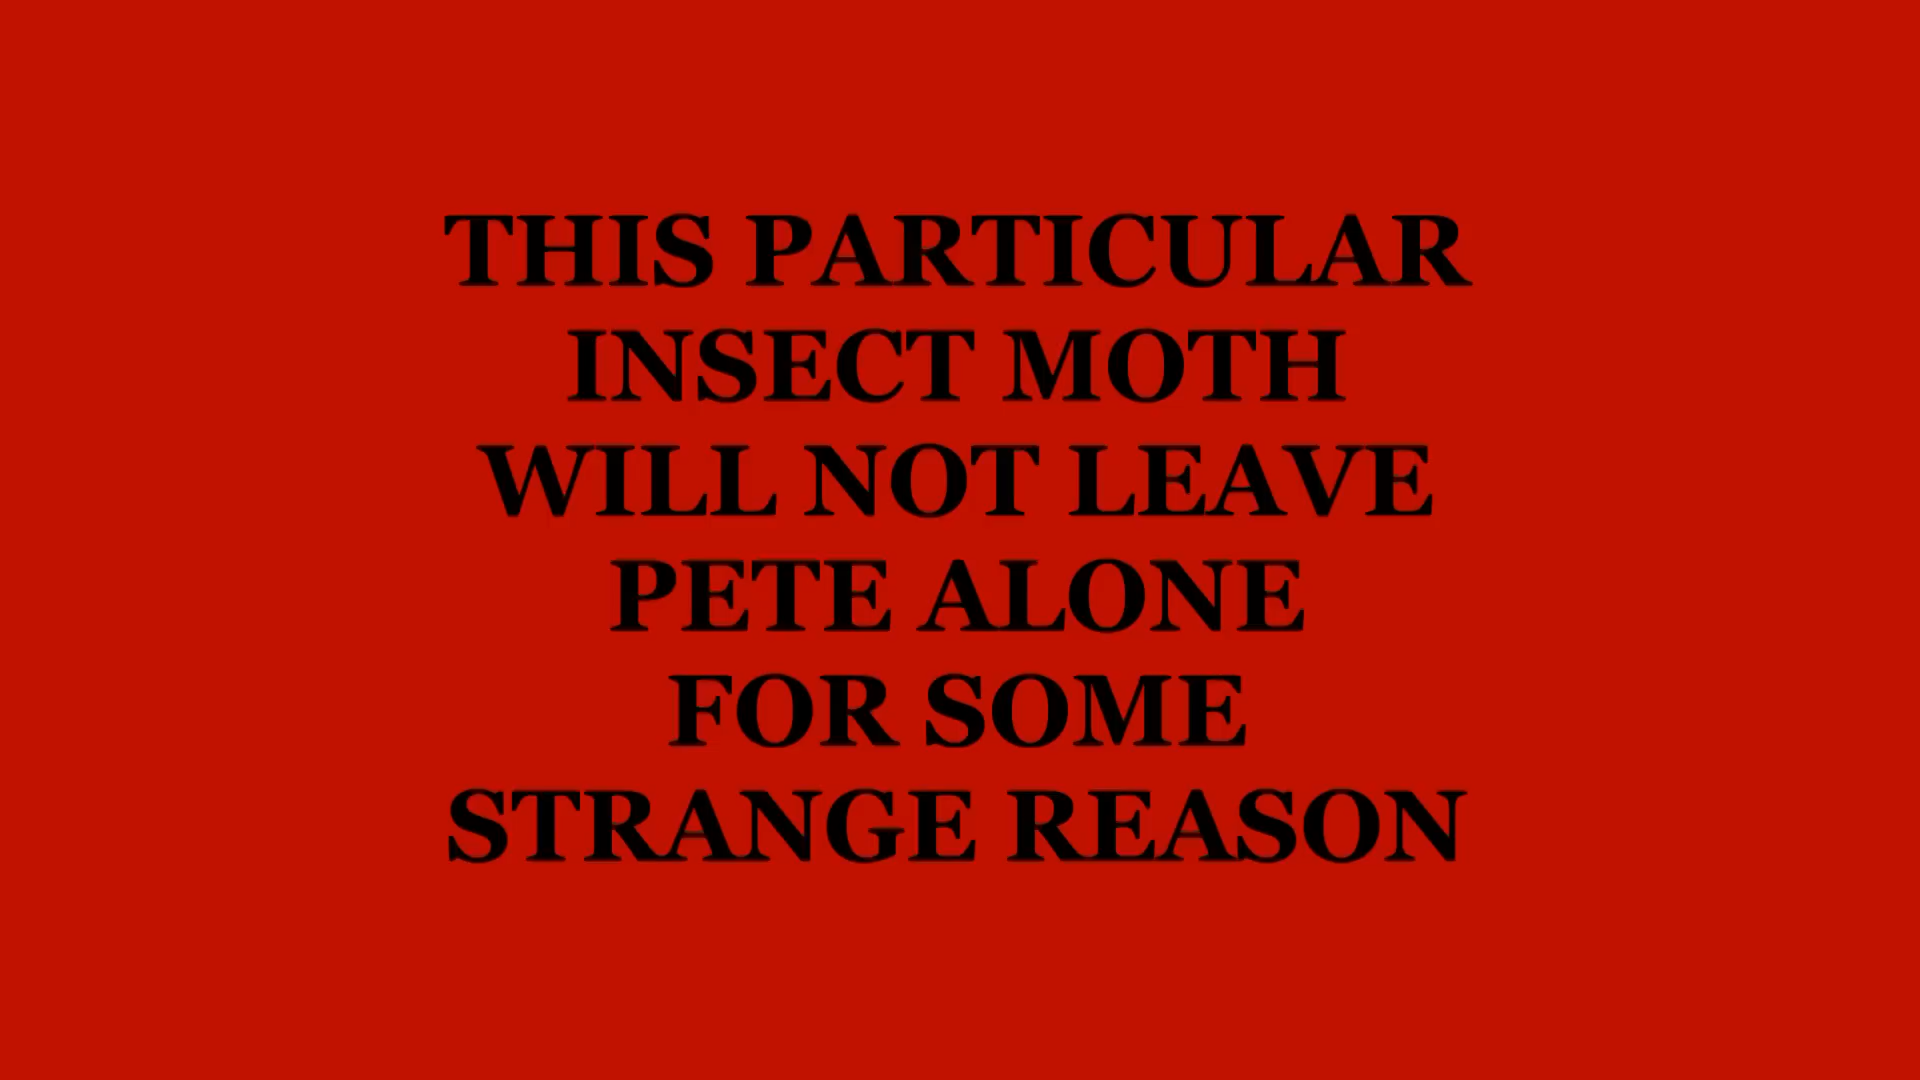 THIS PARTICULAR
INSECT MOTH
WILL NOT LEAVE
PETE ALONE
FOR SOME
STRANGE REASON